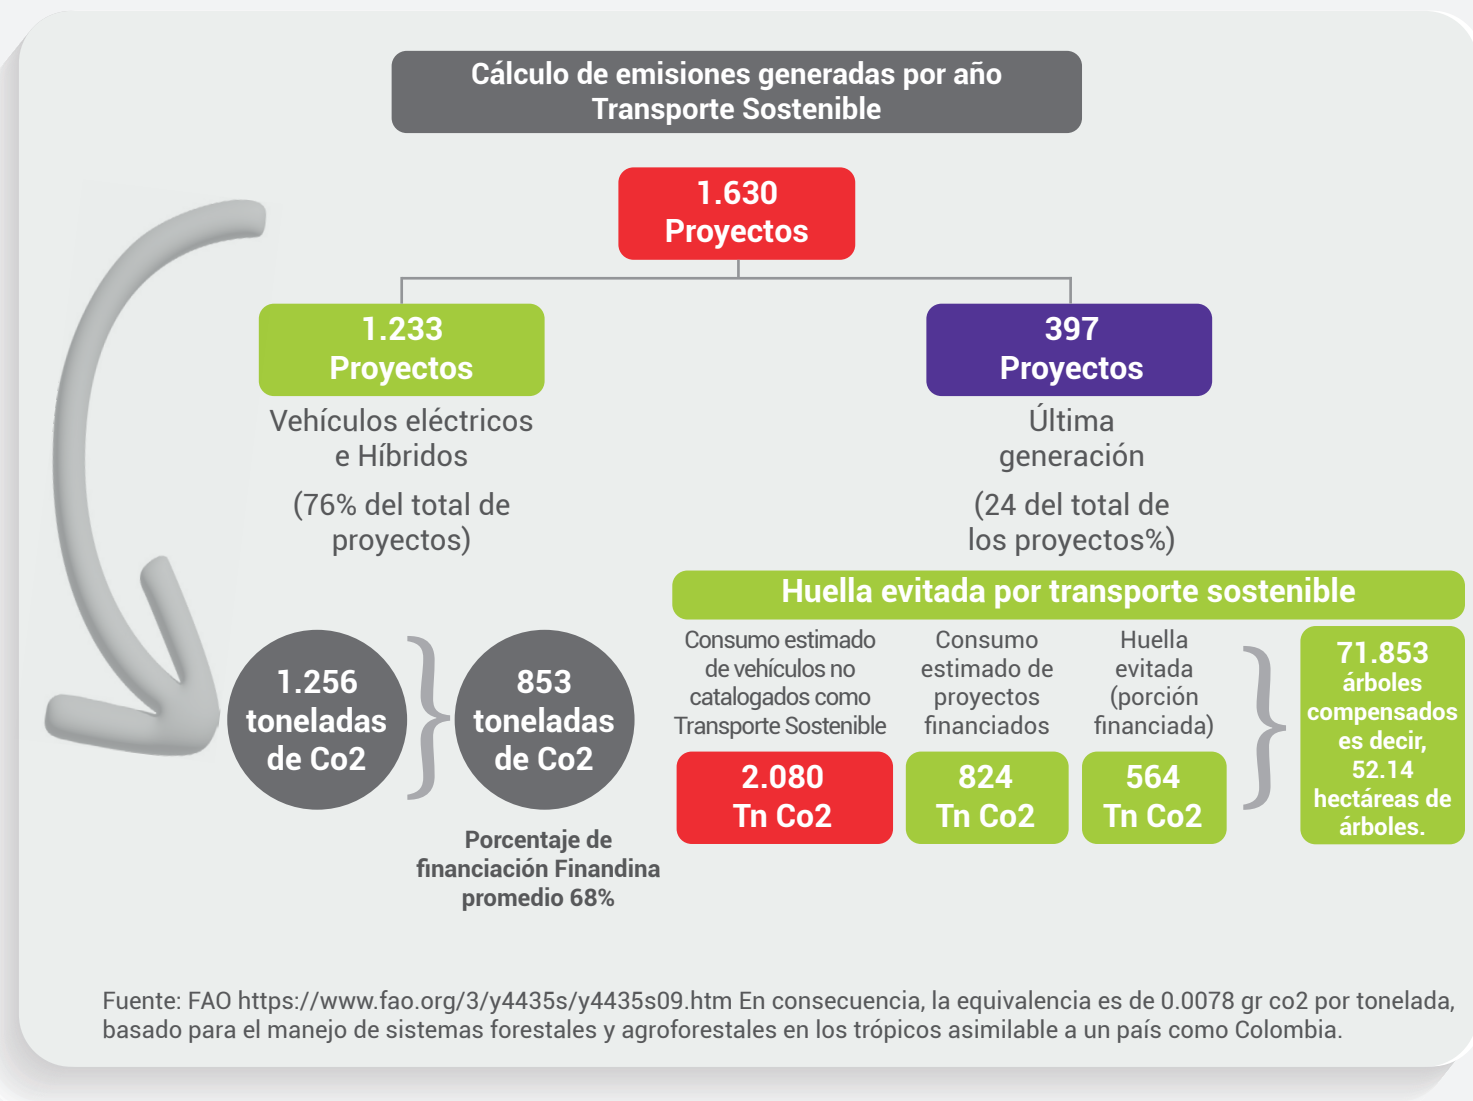 Cálculo de emisiones generadas por año
Transporte Sostenible
1.630
Proyectos
1.233
Proyectos
Vehículos eléctricos
e Híbridos
(76% del total de
proyectos)
397
Proyectos
Última
generación
(24 del total de
los proyectos%)
1.256
toneladas
de Co2
853
toneladas
de Co2
Porcentaje de
financiación Finandina
promedio 68%
Huella evitada por transporte sostenible
Consumo estimado
de vehículos no
catalogados como
Transporte Sostenible
2.080
Tn Co2
Consumo
estimado de
proyectos
financiados
824
Tn Co2
Huella
evitada
(porción
financiada)
564
Tn Co2
71.853
árboles
compensados
es decir,
52.14
hectáreas de
árboles.
Fuente: FAO https://www.fao.org/3/y4435s/y4435s09.htm En consecuencia, la equivalencia es de 0.0078 gr co2 por tonelada,
basado para el manejo de sistemas forestales y agroforestales en los trópicos asimilable a un país como Colombia.